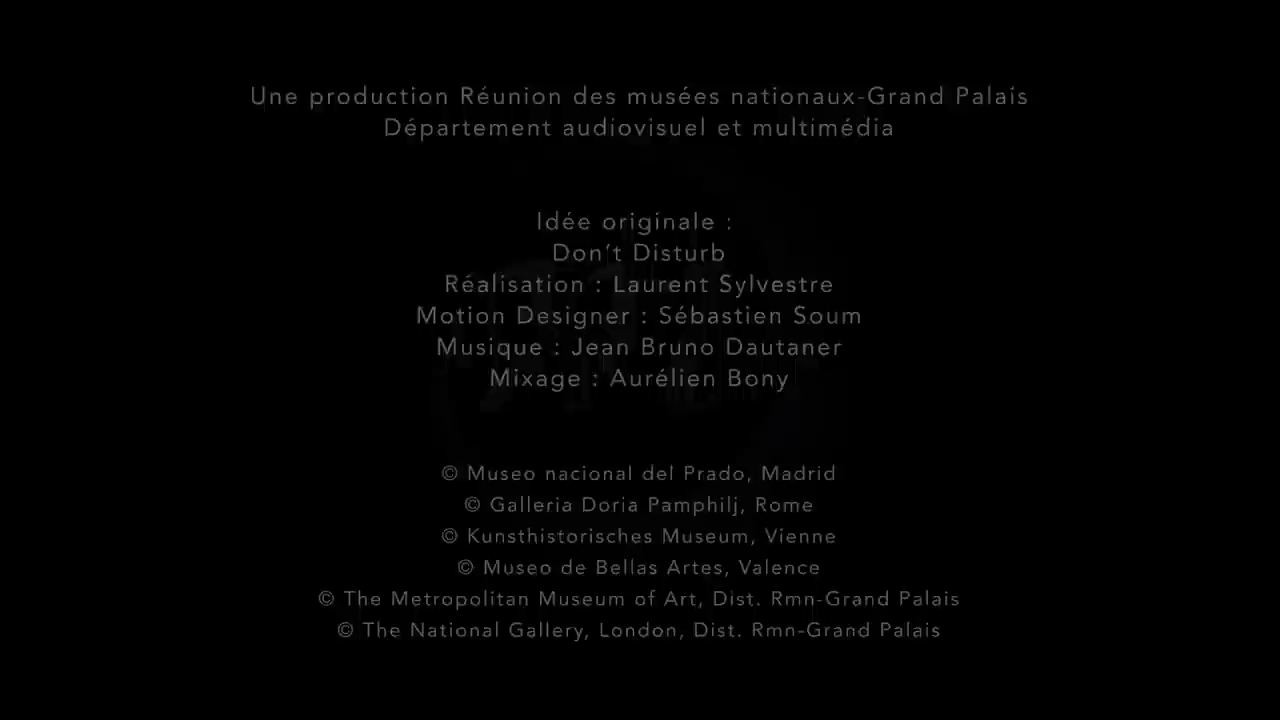 Une production Réunion des musées nationaux-Grand Palais
Département audiovisuel et multimédia
Idée originale :
Don't Disturb
Réalisation : Laurent Sylvestre
Motion Designer : Sébastien Soum
Musique : Jean Bruno Dautaner
Mixage : Aurélien Bony
© Museo nacional del Prado, Madrid
© Galleria Doria Pamphilj, Rome
© Kunsthistorisches Museum, Vienne
© Museo de Bellas Artes, Valence
© The Metropolitan Museum of Art, Dist. Rmn-Grand Palais
© The National Gallery, London, Dist. Rmn-Grand Palais